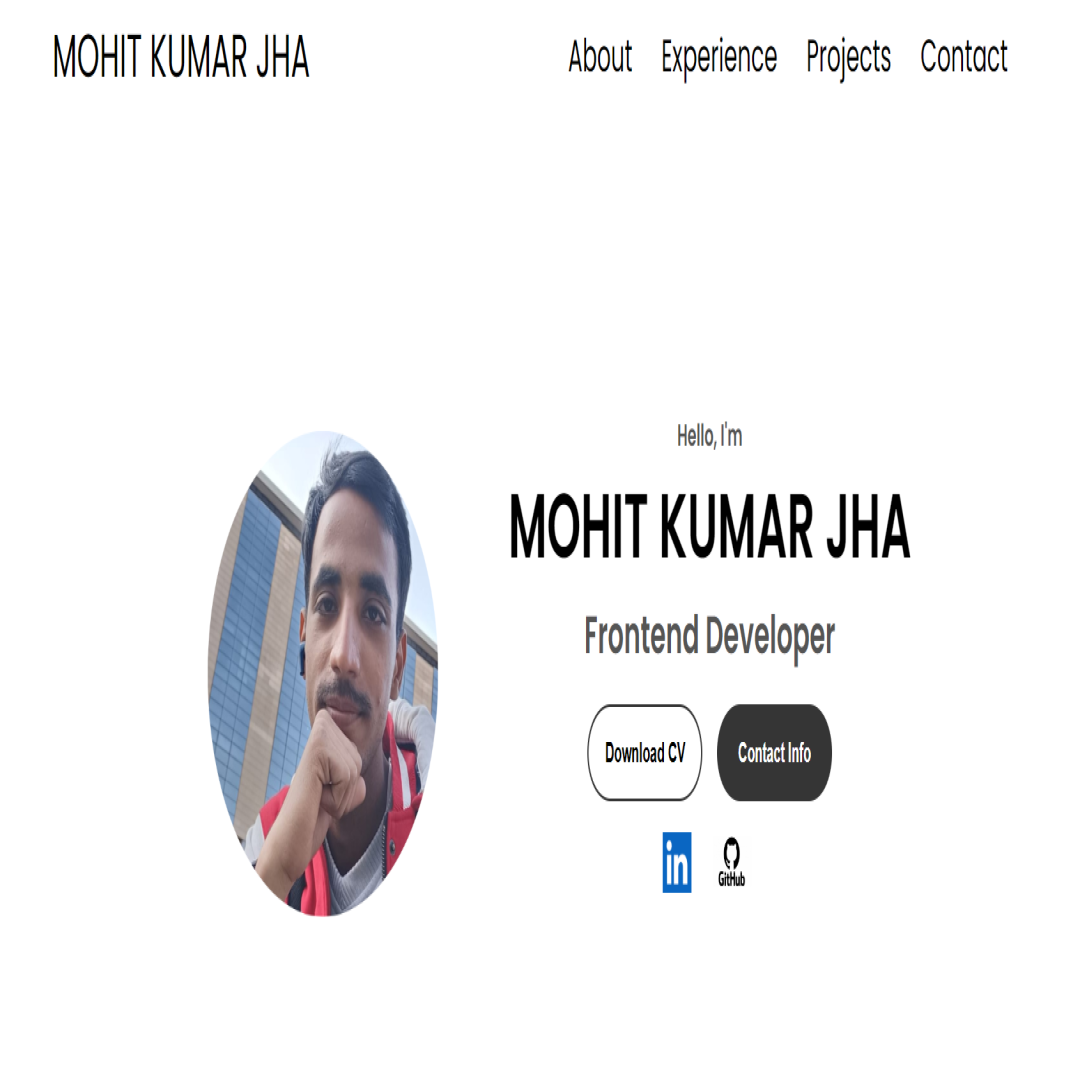 MOHIT KUMAR JHA
About Experience Projects Contact
Hello, I'm
MOHIT KUMAR JHA
Frontend Developer
Download CV Contact Info
in GitHub